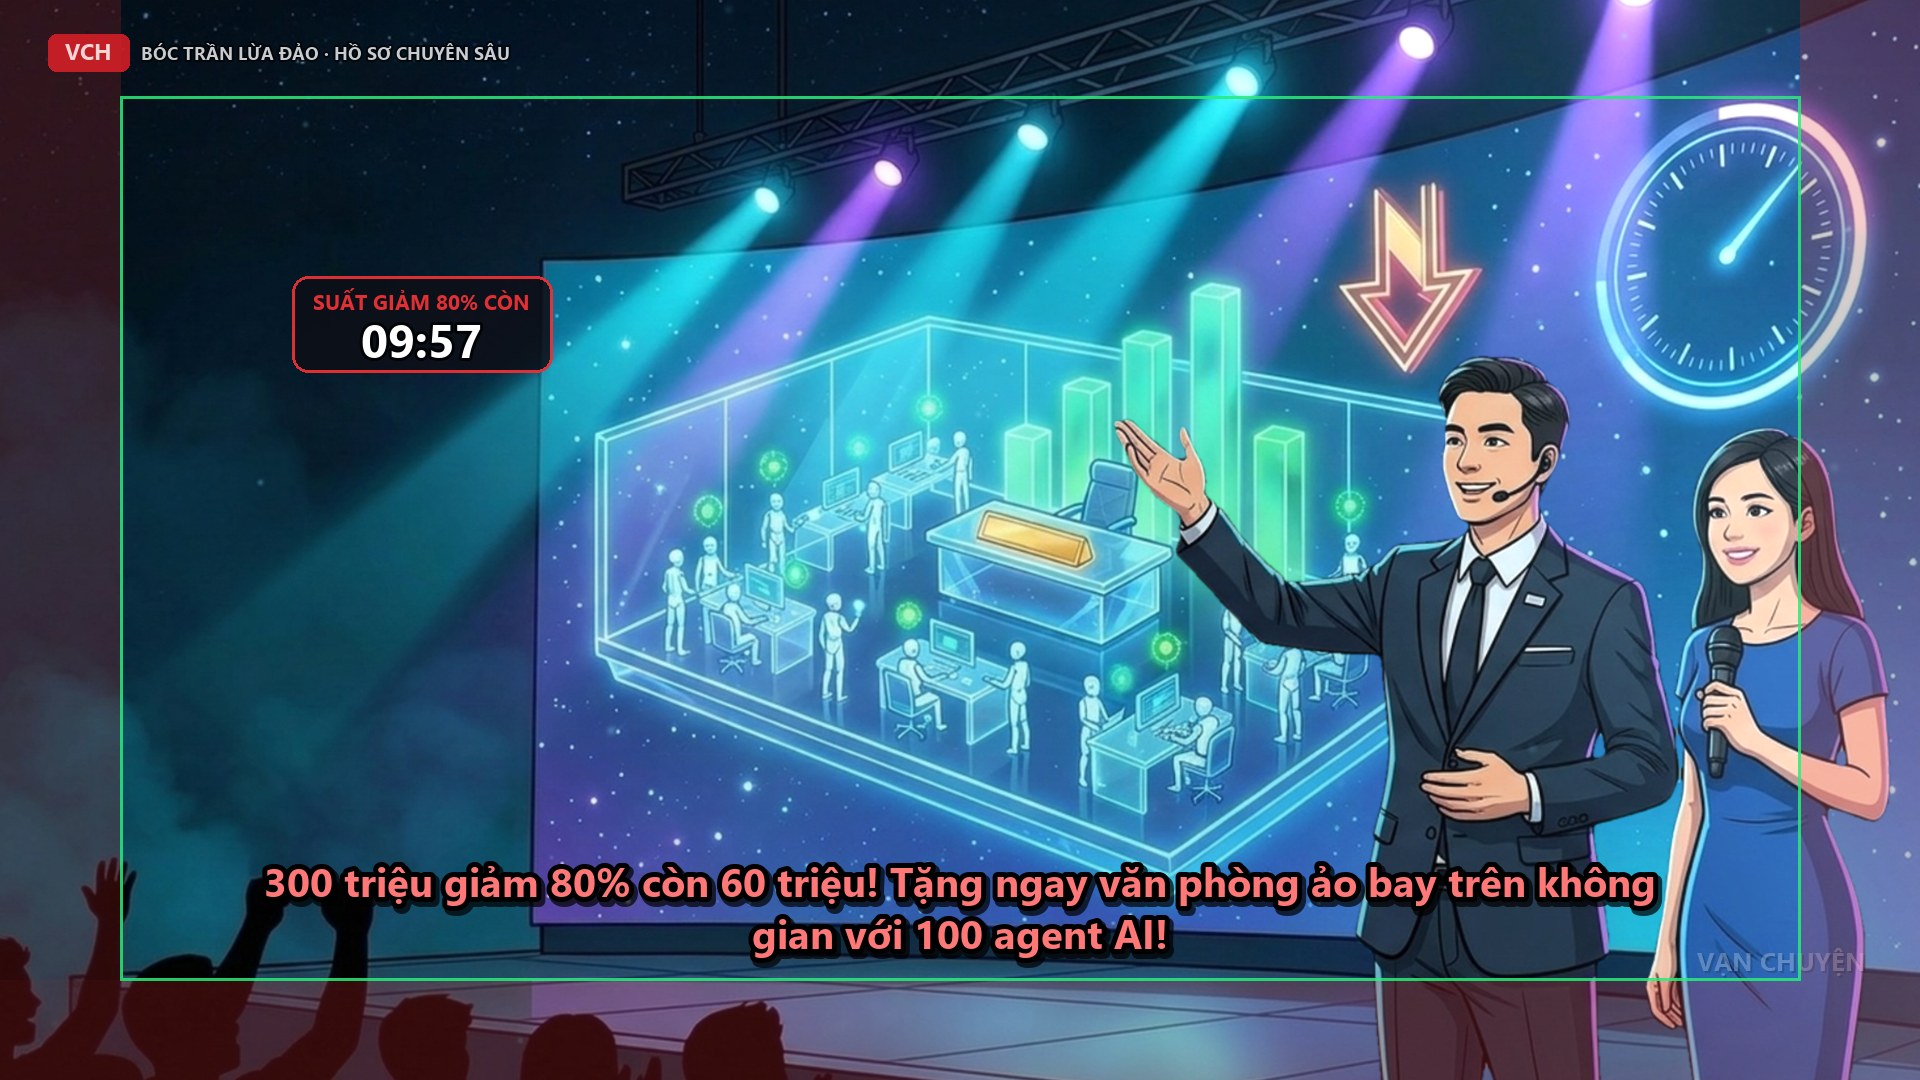 VCH BÓC TRẦN LỪA ĐẢO · HỒ SƠ CHUYÊN SÂU
SUẤT GIẢM 80% CÒN
09:57
300 triệu giảm 80% còn 60 triệu! Tặng ngay văn phòng ảo bay trên không
gian với 100 agent AI!
VẠN CHUYỆN